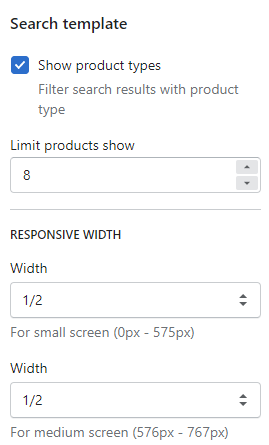 Search template
Show product types
Filter search results with product
type
Limit products show
8
RESPONSIVE WIDTH
Width
1/2
For small screen (0px - 575px)
Width
1/2
For medium screen (576px - 767px)